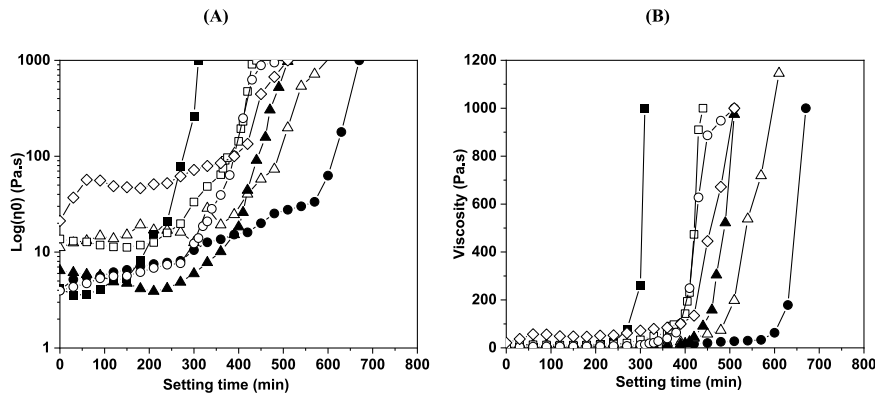 (A)
(B)
Log(η0) (Pa.s)
1000
100
10
1
0 100 200 300 400 500 600 700 800
Setting time (min)
Viscosity (Pa.s)
1200
1000
800
600
400
200
0
0 100 200 300 400 500 600 700 800
Setting time (min)